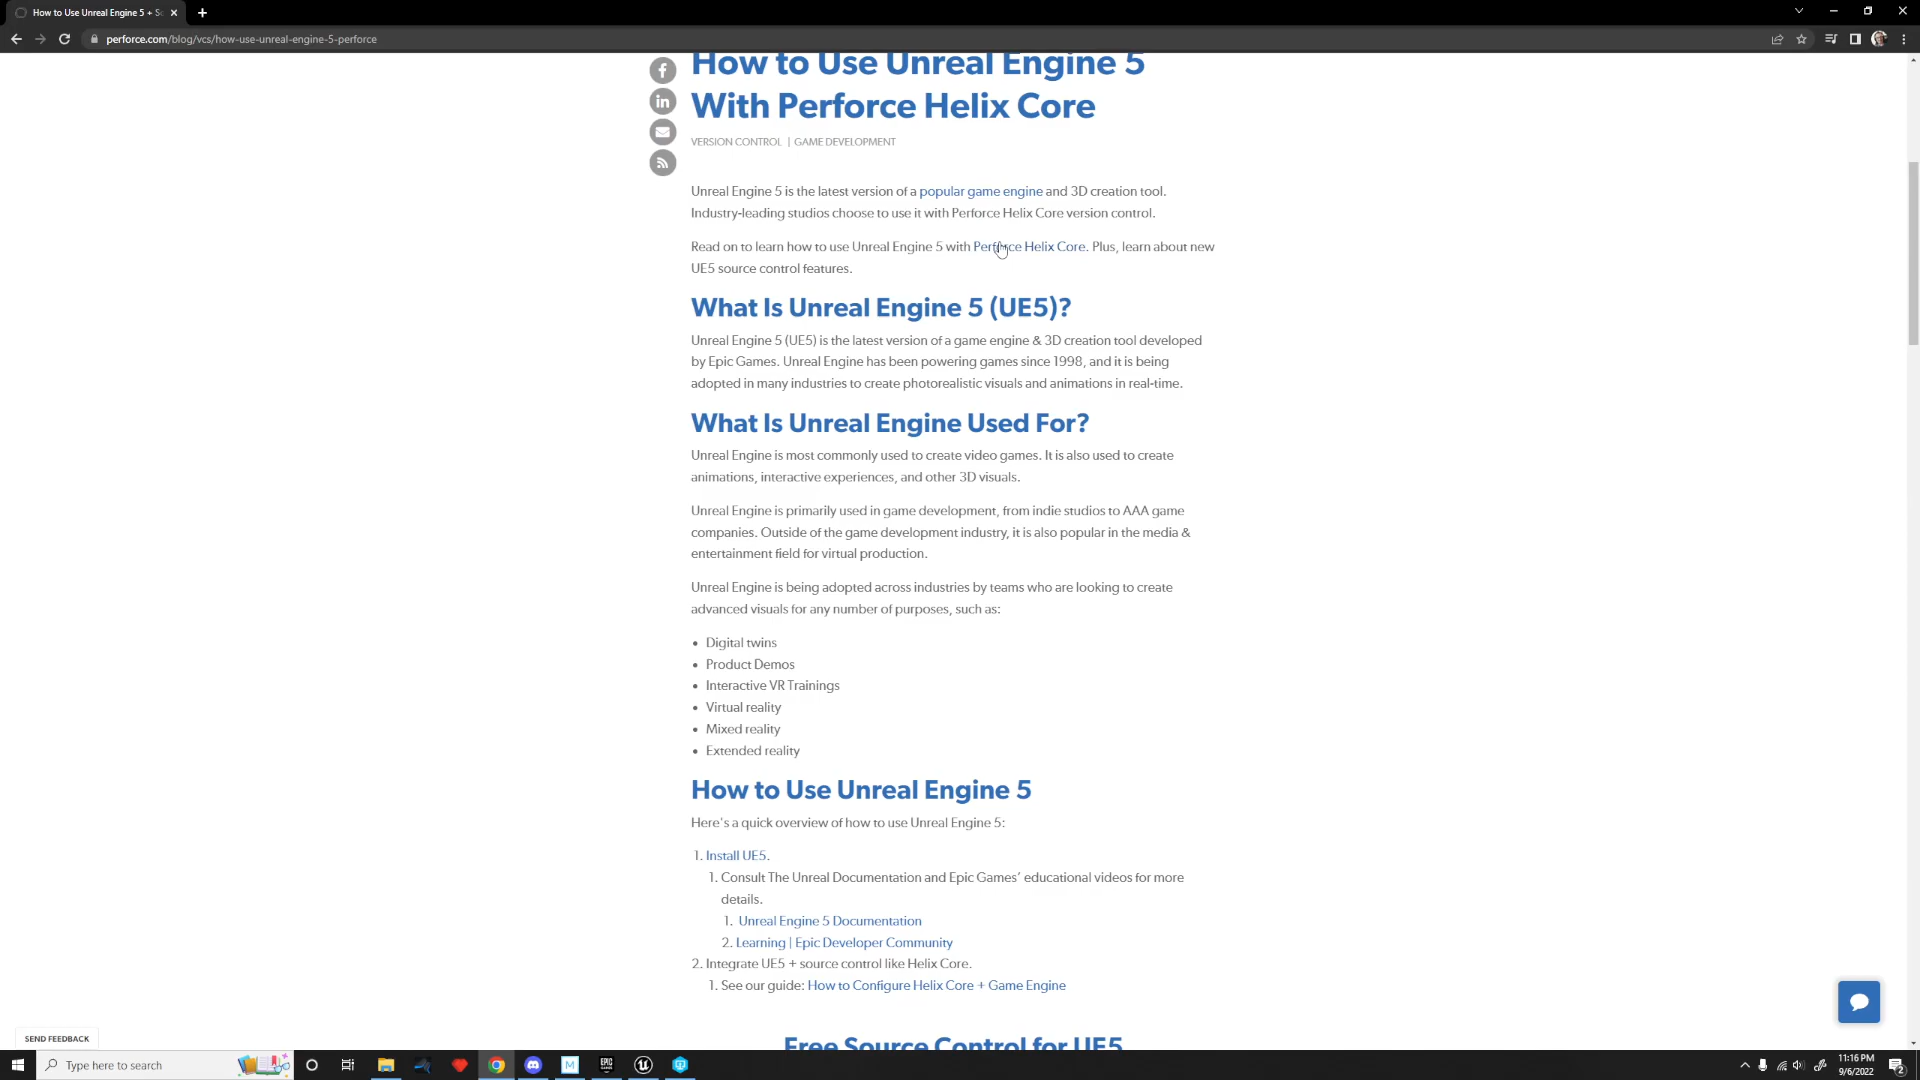 How to Use Unreal Engine 5 + So
perforce.com/blog/vcs/how-use-unreal-engine-5-perforce
How to Use Unreal Engine 5
With Perforce Helix Core
VERSION CONTROL | GAME DEVELOPMENT
Unreal Engine 5 is the latest version of a popular game engine and 3D creation tool.
Industry-leading studios choose to use it with Perforce Helix Core version control.
Read on to learn how to use Unreal Engine 5 with Perforce Helix Core. Plus, learn about new
UE5 source control features.
What Is Unreal Engine 5 (UE5)?
Unreal Engine 5 (UE5) is the latest version of a game engine & 3D creation tool developed
by Epic Games. Unreal Engine has been powering games since 1998, and it is being
adopted in many industries to create photorealistic visuals and animations in real-time.
What Is Unreal Engine Used For?
Unreal Engine is most commonly used to create video games. It is also used to create
animations, interactive experiences, and other 3D visuals.
Unreal Engine is primarily used in game development, from indie studios to AAA game
companies. Outside of the game development industry, it is also popular in the media &
entertainment field for virtual production.
Unreal Engine is being adopted across industries by teams who are looking to create
advanced visuals for any number of purposes, such as:
• Digital twins
• Product Demos
• Interactive VR Trainings
• Virtual reality
• Mixed reality
• Extended reality
How to Use Unreal Engine 5
Here's a quick overview of how to use Unreal Engine 5:
1. Install UE5.
1. Consult The Unreal Documentation and Epic Games' educational videos for more
details.
1. Unreal Engine 5 Documentation
2. Learning | Epic Developer Community
2. Integrate UE5 + source control like Helix Core.
1. See our guide: How to Configure Helix Core + Game Engine
Free Source Control for UE5
SEND FEEDBACK
Type here to search
11:16 PM
9/6/2022
2